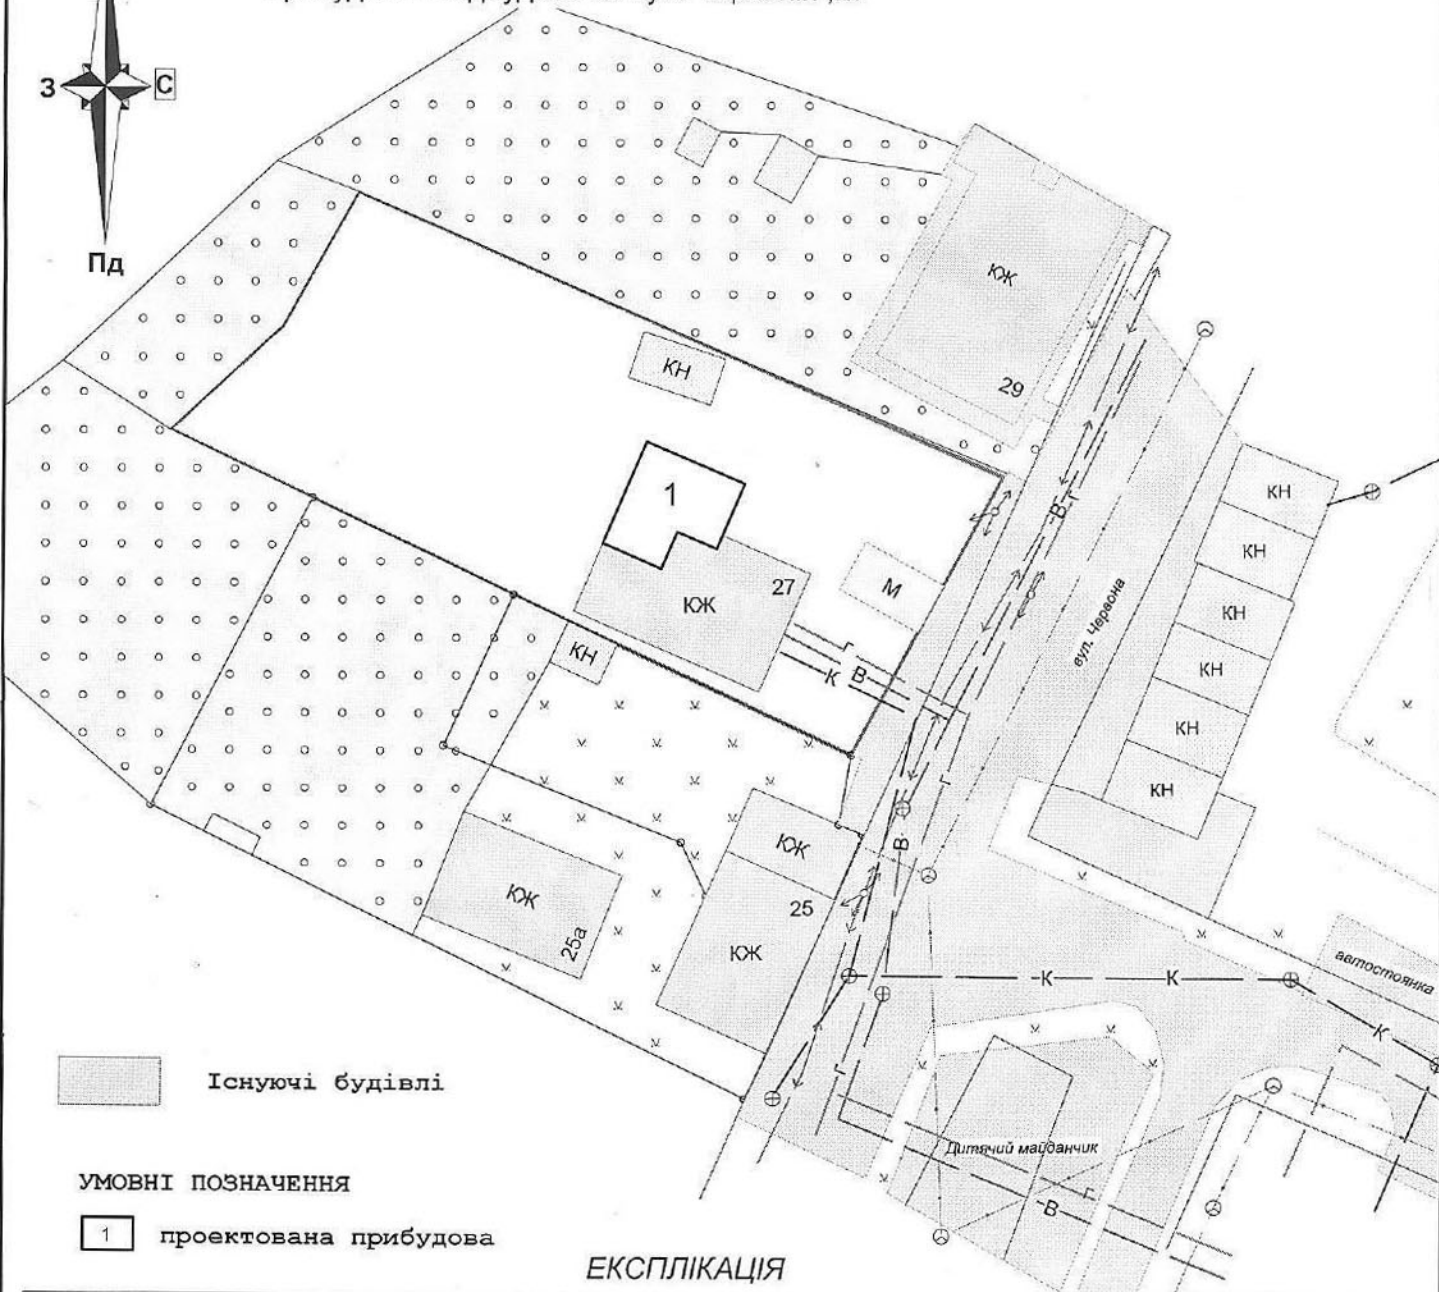 З
С
Пд
КЖ
29
КН
1
27
КЖ
М
КН
Г
В
К
В
Г
вул. Червона
КН
КН
КН
КН
КН
КН
Г
В
КЖ
25
КЖ
КЖ
25а
К
К
автостоянка
К
Г
Дитячий майданчик
Г
В
Існуючі будівлі
УМОВНІ ПОЗНАЧЕННЯ
1 проектована прибудова
ЕКСПЛІКАЦІЯ